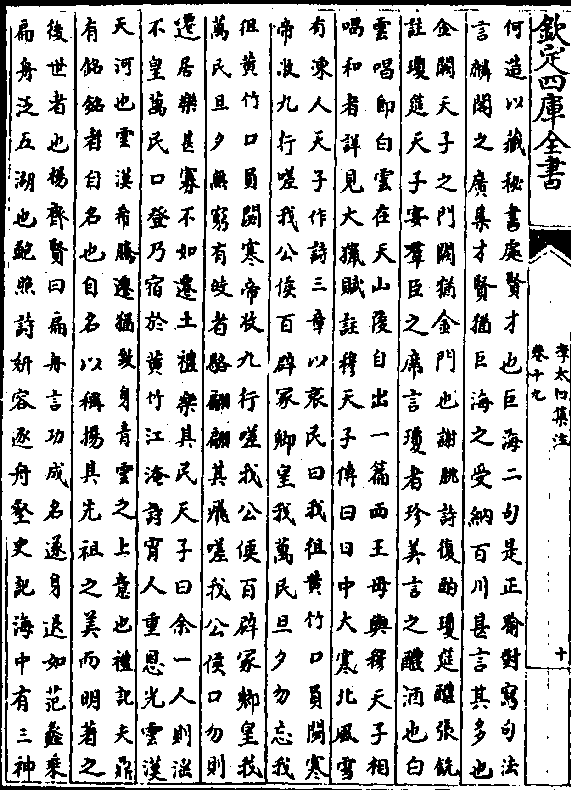 欽定四庫全書
李太白集注
卷十九
十
何造以藏秘書處賢才也巨海二句是正喻對寫句法
言麟閣之廣集才賢猶巨海之受納百川甚言其多也
金闕天子之門闕猶金門也謝朓詩復酌瓊筵醴張銑
註瓊筵天子宴羣臣之席言瓊者珍美言之醴酒也白
雲唱即白雲在天山陵自出一篇西王母與穆天子相
唱和者詳見大獵賦註穆天子傳曰日中大寒北風雪
有凍人天子作詩三章以哀民曰我徂黄竹口員閟寒
帝收九行嗟我公侯百辟冢卿皇我萬民旦夕勿忘我
徂黄竹口員閟寒帝收九行嗟我公侯百辟冢卿皇我
萬民旦夕無窮有皎者鵅翩翩其飛嗟我公侯口勿則
遷居樂甚寡不如遷土禮樂其民天子曰余一人則淫
不皇萬民口登乃宿於黄竹江淹詩宵人重恩光雲漢
天河也雲漢希騰遷猶致身青雲之上意也禮記夫鼎
有銘銘者自名也自名以稱揚其先祖之美而明著之
後世者也楊齊賢曰扁舟言功成名遂身退如范蠡乗
扁舟泛五湖也鮑照詩姸容逐舟壑史記海中有三神